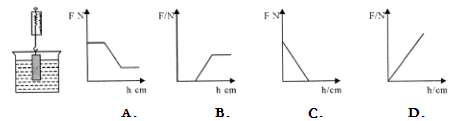 F N F/N F N F/N
h cm h/cm h/cm h/cm
A. B. C. D.